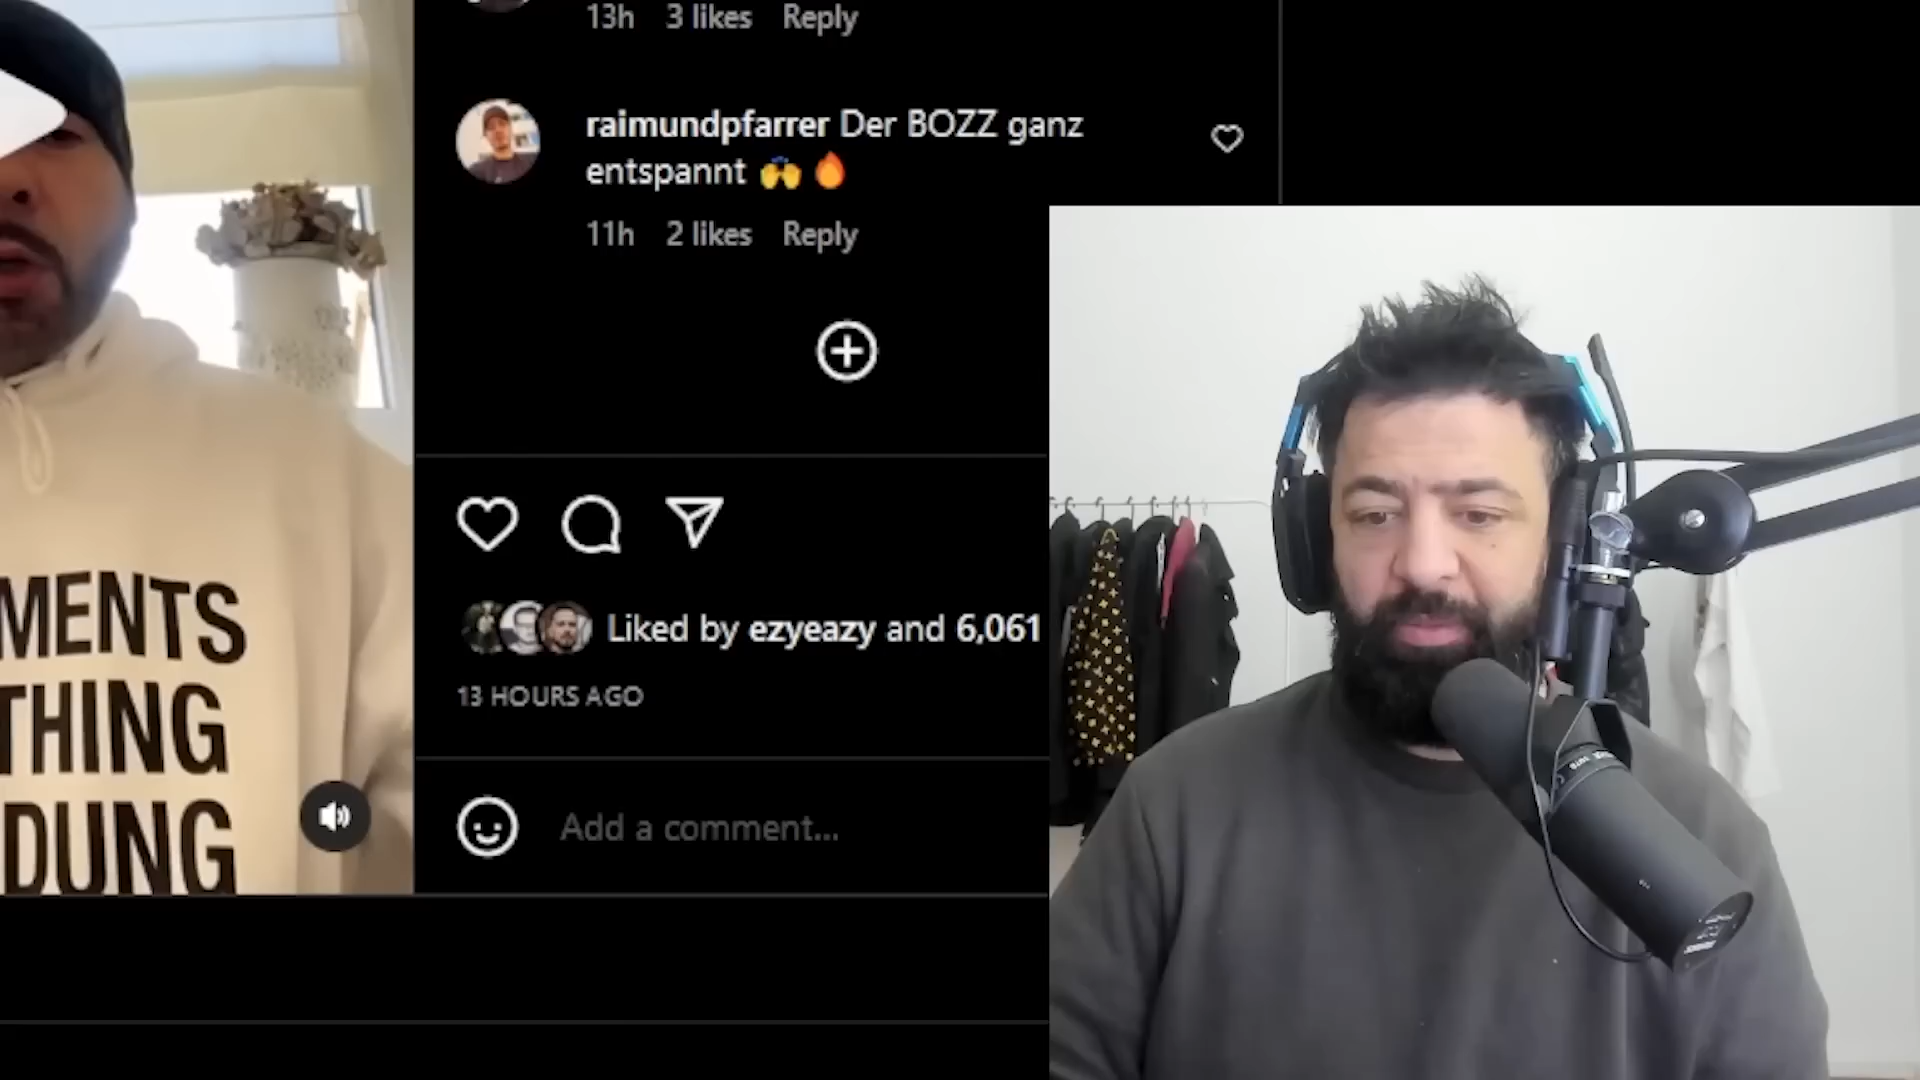 13h 3 likes Reply
raimundpfarrer Der BOZZ ganz
entspannt 🙌🔥
11h 2 likes Reply
Liked by ezyeazy and 6,061
13 HOURS AGO
Add a comment...
MENTS
THING
DUNG